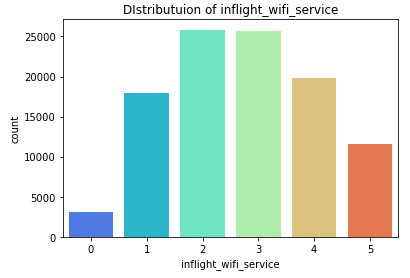 DIstributuion of inflight_wifi_service
25000
20000
15000
10000
5000
0
count
0 1 2 3 4 5
inflight_wifi_service